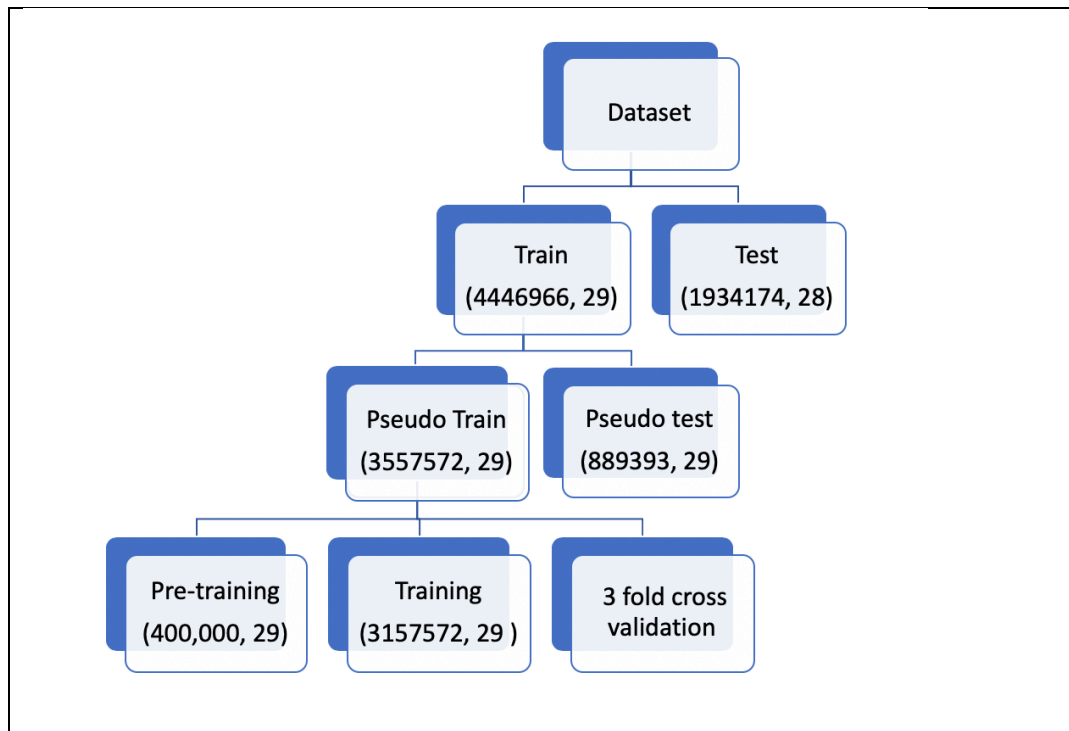 Dataset
Train
(4446966, 29)
Test
(1934174, 28)
Pseudo Train
(3557572, 29)
Pseudo test
(889393, 29)
Pre-training
(400,000, 29)
Training
(3157572, 29 )
3 fold cross
validation